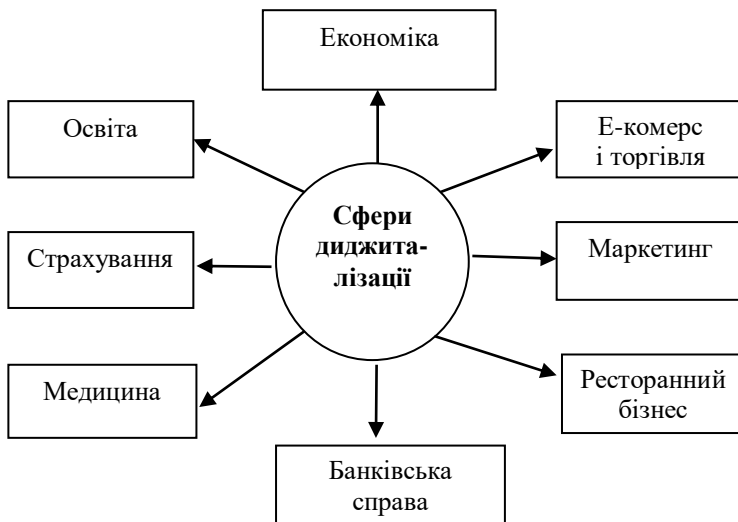 Економіка
Освіта
Е-комерс
і торгівля
Сфери
диджита-
лізації
Страхування
Маркетинг
Медицина
Ресторанний
бізнес
Банківська
справа